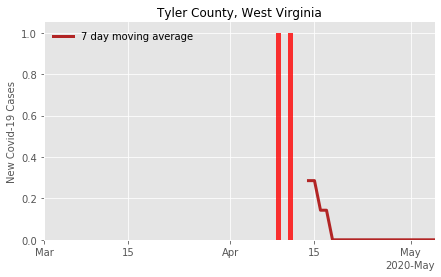 Tyler County, West Virginia
7 day moving average
New Covid-19 Cases
1.0
0.8
0.6
0.4
0.2
0.0
Mar 15 Apr 15 May
2020-May